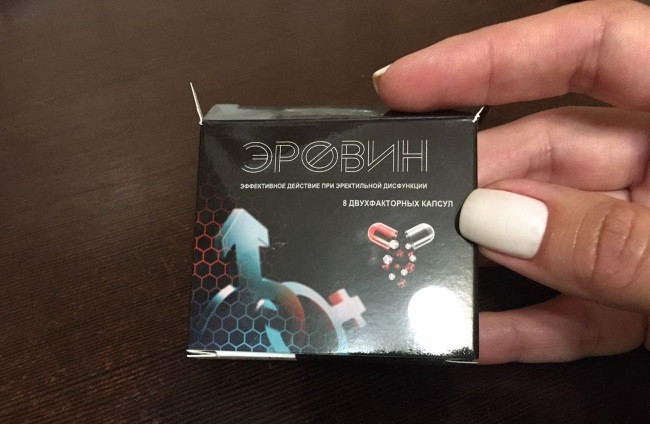 ЭРОВИН
ЭФФЕКТИВНОЕ ДЕЙСТВИЕ ПРИ ЭРЕКТИЛЬНОЙ ДИСФУНКЦИИ
8 ДВУХФАКТОРНЫХ КАПСУЛ